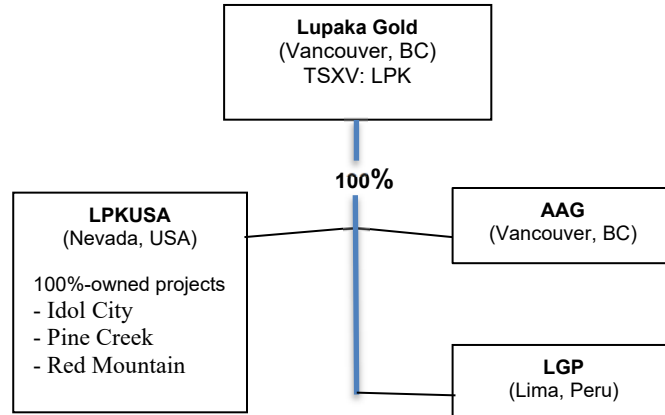 Lupaka Gold
(Vancouver, BC)
TSXV: LPK
100%
LPKUSA
(Nevada, USA)
100%-owned projects
- Idol City
- Pine Creek
- Red Mountain
AAG
(Vancouver, BC)
LGP
(Lima, Peru)